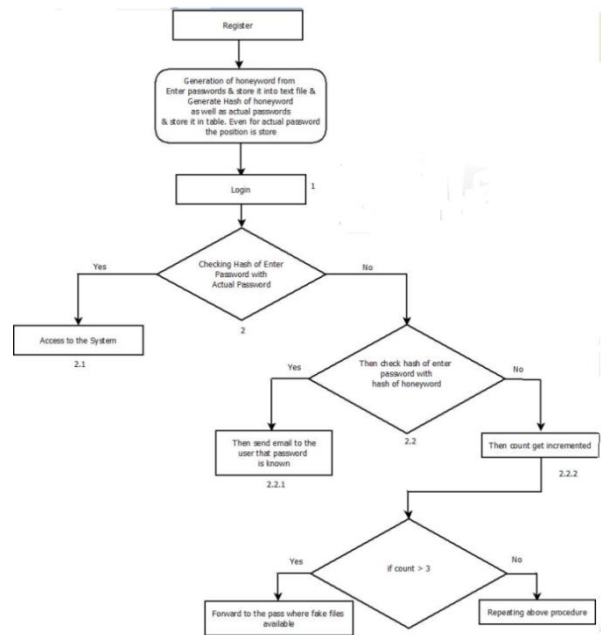 Register
Generation of honeyword from
Enter passwords & store it into text file &
Generate Hash of honeyword
as well as actual passwords
& store it in table. Even for actual password
the position is store
Login
1
Checking Hash of Enter
Password with
Actual Password
Yes
No
2
Access to the System
2.1
Then check hash of enter
password with
hash of honeyword
Yes
No
2.2
Then send email to the
user that password
is known
2.2.1
Then count get incremented
2.2.2
if count > 3
Yes
No
Forward to the pass where fake files
available
Repeating above procedure